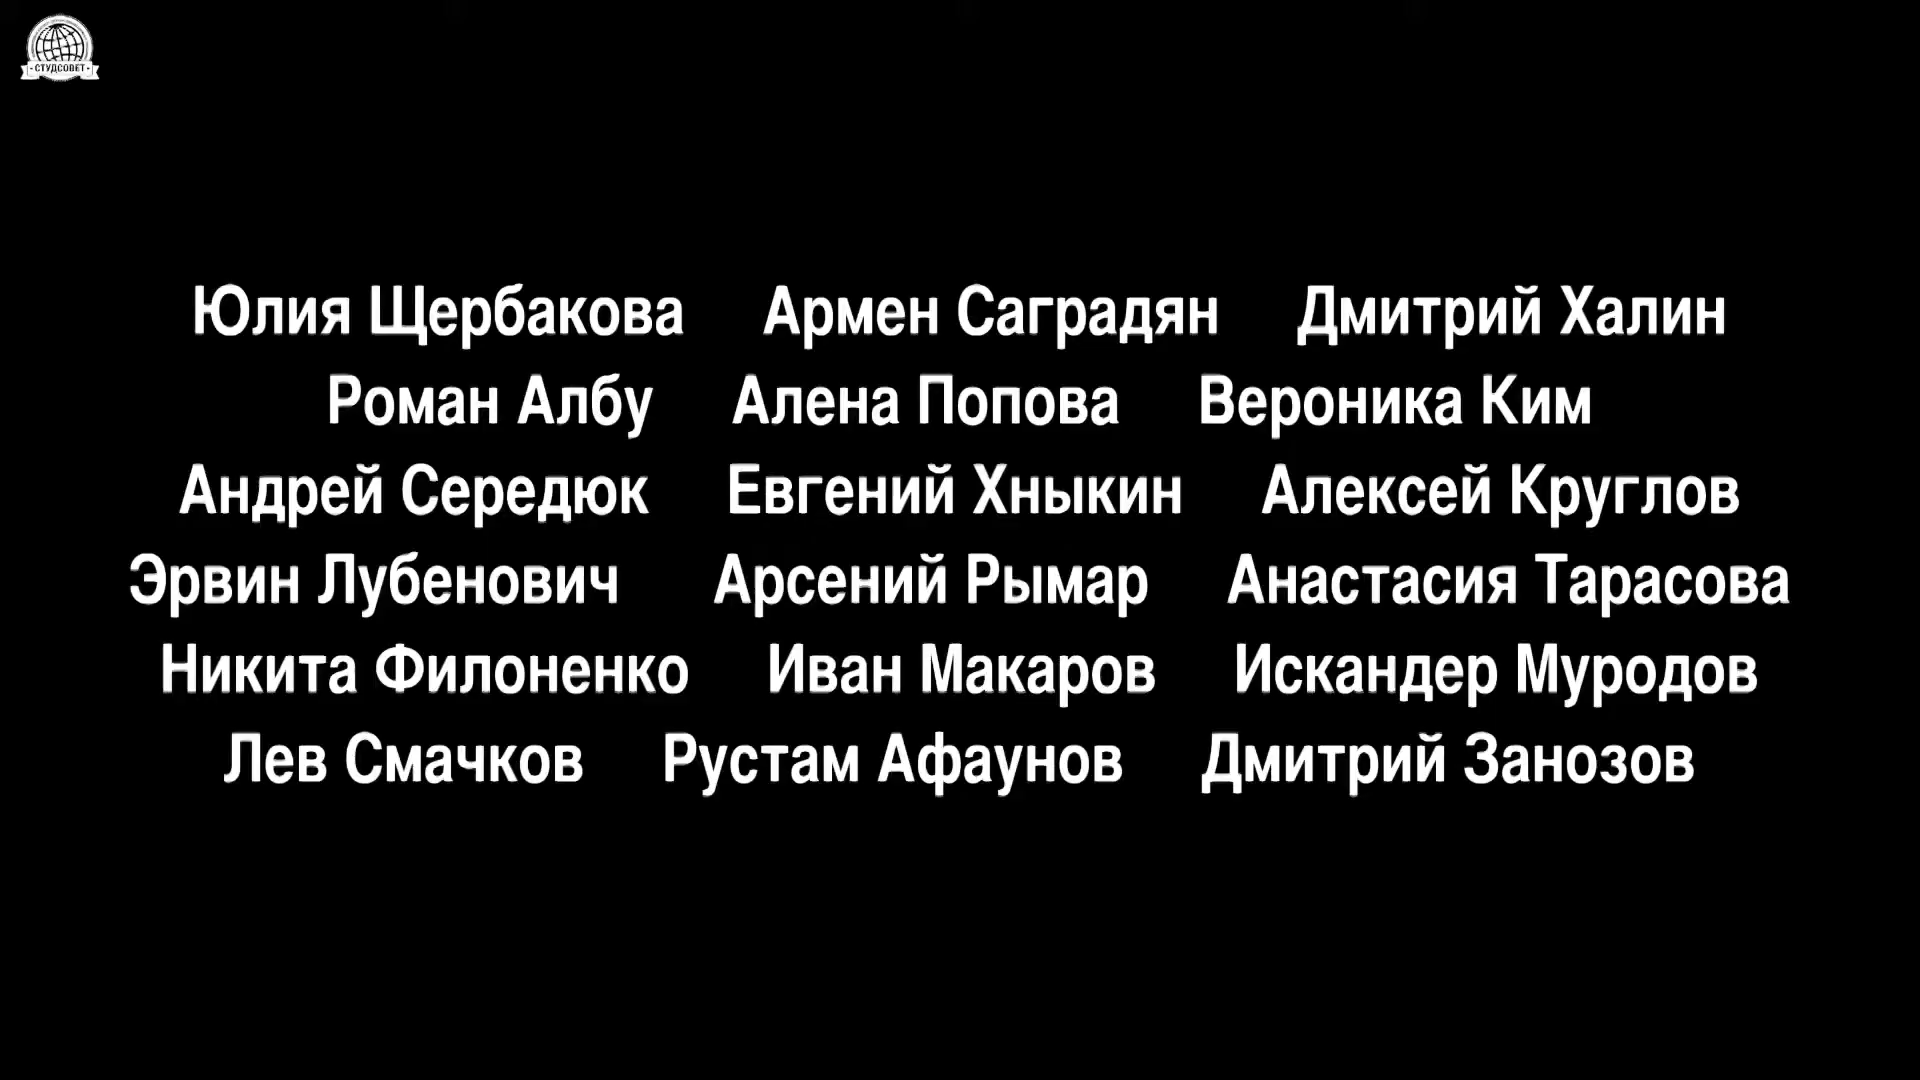 ·СТУДСОВЕТ·
Юлия Щербакова Армен Саградян Дмитрий Халин
Роман Албу Алена Попова Вероника Ким
Андрей Середюк Евгений Хныкин Алексей Круглов
Эрвин Лубенович Арсений Рымар Анастасия Тарасова
Никита Филоненко Иван Макаров Искандер Муродов
Лев Смачков Рустам Афаунов Дмитрий Занозов